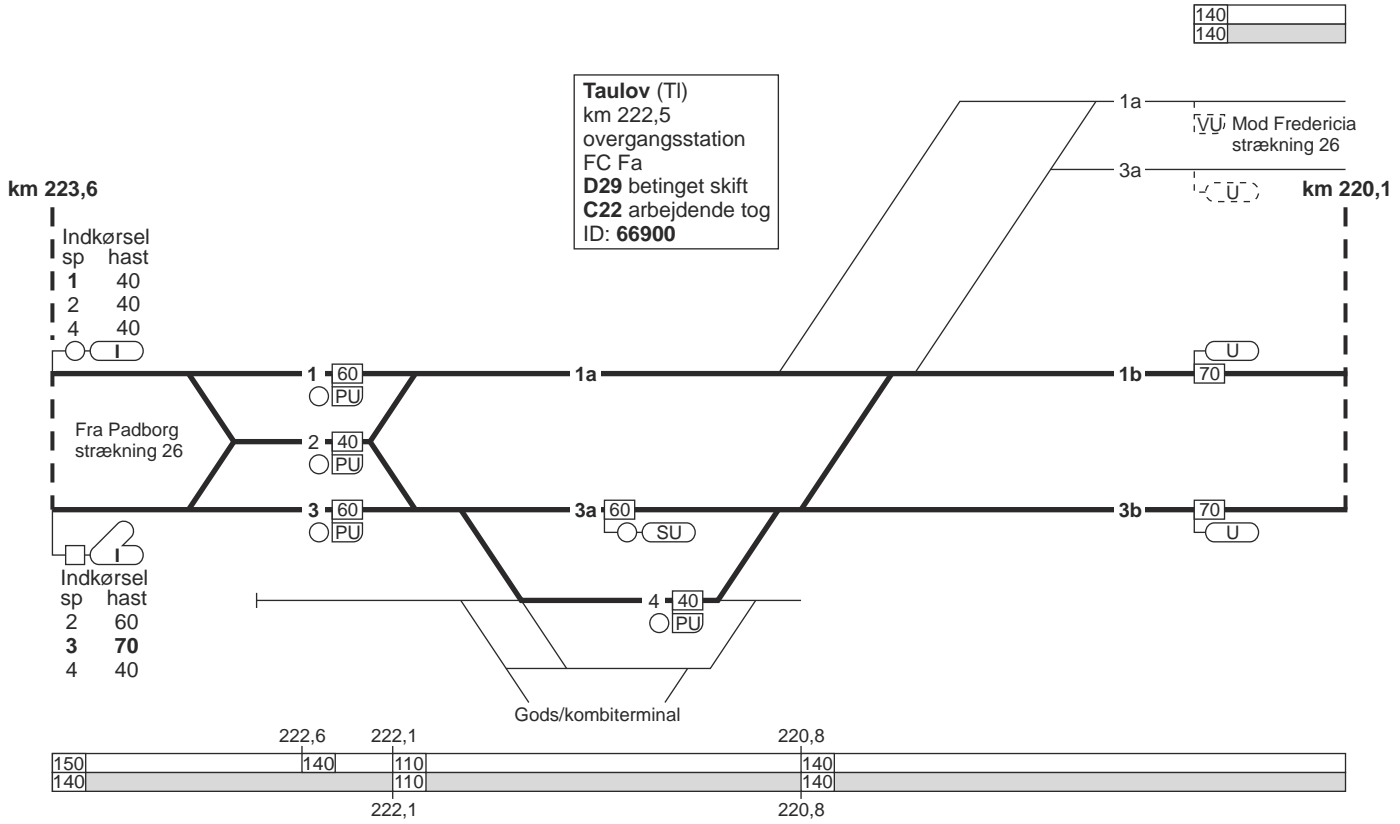 140
140
Taulov (Tl)
km 222,5
overgangsstation
FC Fa
D29 betinget skift
C22 arbejdende tog
ID: 66900
1a
VU Mod Fredericia
strækning 26
3a
U
km 223,6
km 220,1
Indkørsel
sp hast
1 40
2 40
4 40
I
U
1 60 1a 1b 70
PU
Fra Padborg
strækning 26
2 40
PU
3 60 3a 60 3b 70
PU SU U
I
Indkørsel
sp hast
2 60
3 70
4 40
4 40
PU
Gods/kombiterminal
222,6 222,1 220,8
150 140 110 140
140 110 140
222,1 220,8